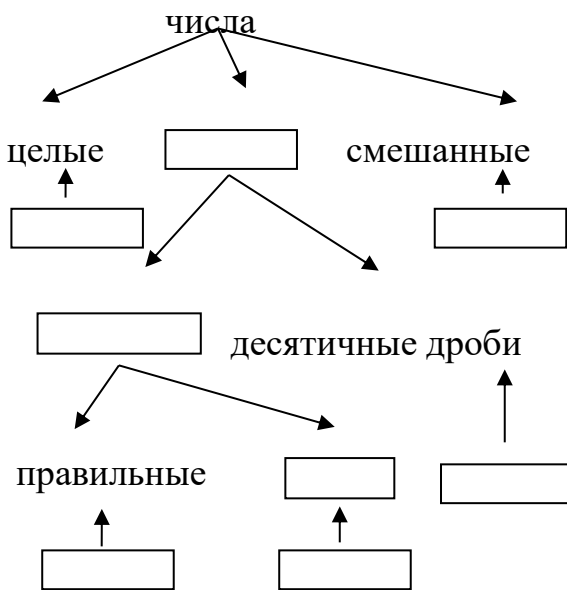 числа
целые
смешанные
десятичные дроби
правильные